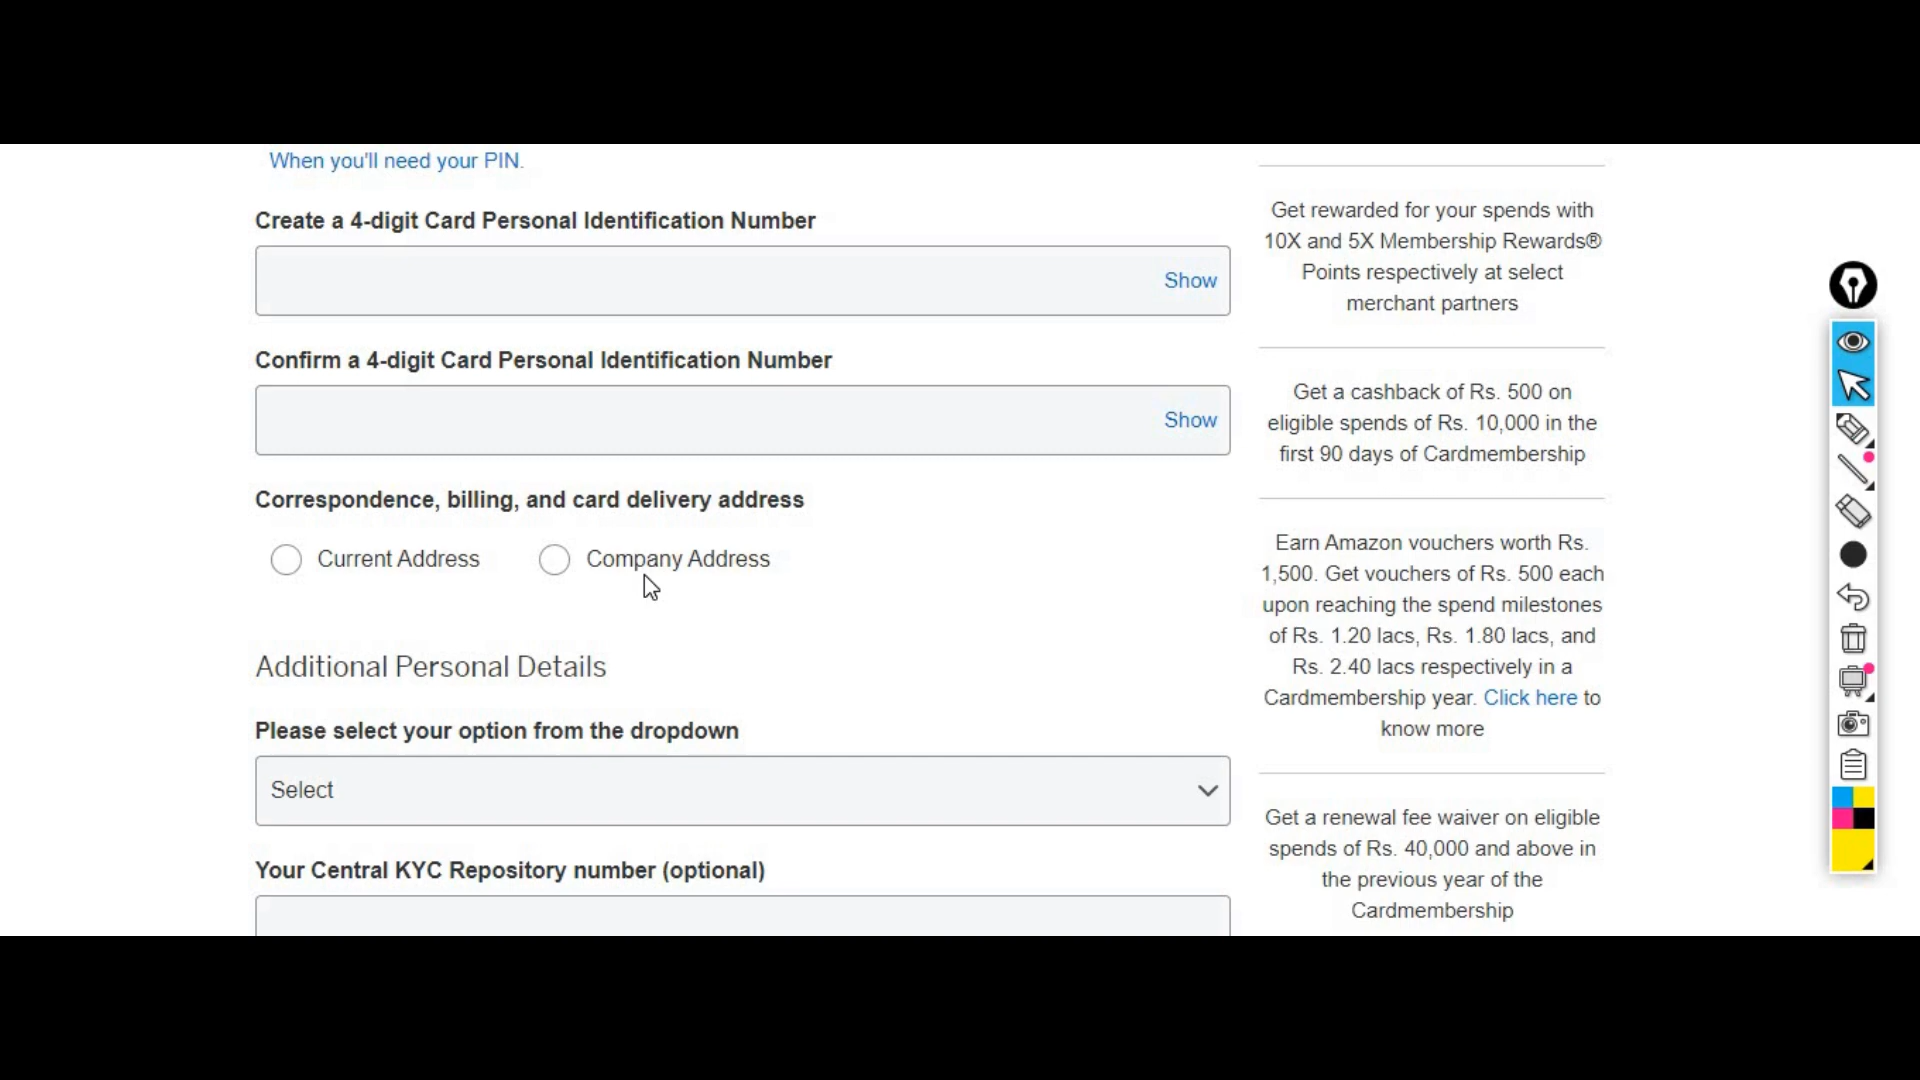 When you'll need your PIN.
Create a 4-digit Card Personal Identification Number
Show
Confirm a 4-digit Card Personal Identification Number
Show
Correspondence, billing, and card delivery address
Current Address
Company Address
Additional Personal Details
Please select your option from the dropdown
Select
Your Central KYC Repository number (optional)
Get rewarded for your spends with
10X and 5X Membership Rewards®
Points respectively at select
merchant partners
Get a cashback of Rs. 500 on
eligible spends of Rs. 10,000 in the
first 90 days of Cardmembership
Earn Amazon vouchers worth Rs.
1,500. Get vouchers of Rs. 500 each
upon reaching the spend milestones
of Rs. 1.20 lacs, Rs. 1.80 lacs, and
Rs. 2.40 lacs respectively in a
Cardmembership year. Click here to
know more
Get a renewal fee waiver on eligible
spends of Rs. 40,000 and above in
the previous year of the
Cardmembership